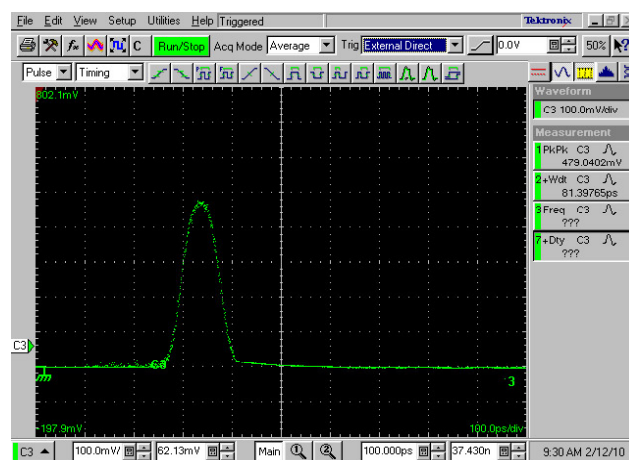 File Edit View Setup Utilities Help Triggered Tektronix
Run/Stop Acq Mode Average Trig External Direct 0.0V 50%
Pulse Timing
802.1mV
Waveform
C3 100.0mV/div
Measurement
1 PkPk C3
479.0402mV
2 +Wdt C3
81.39765ps
3 Freq C3
???
7 +Dty C3
???
C3
3
-197.9mV
100.0ps/div
C3 100.0mV/ 62.13mV Main 100.000ps 37.430n 9:30 AM 2/12/10